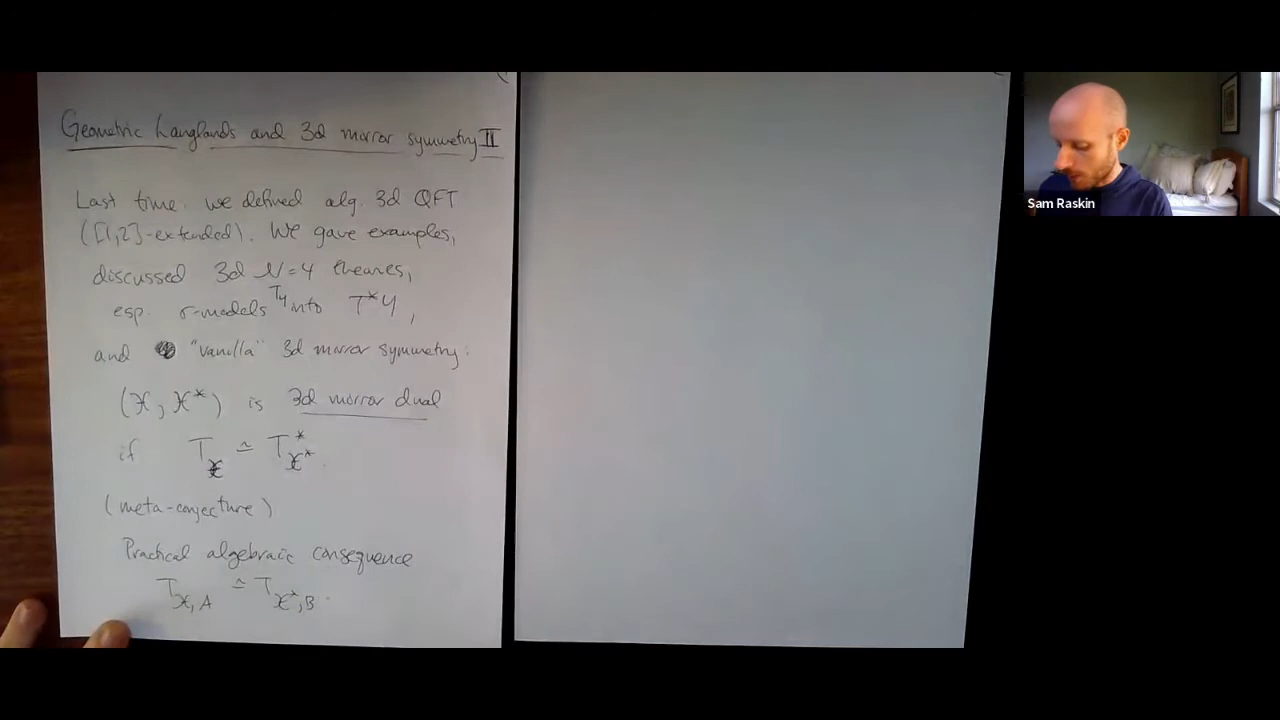 Geometric Langlands and 3d mirror symmetry II
Last time: we defined alg. 3d QFT
([1,2]-extended). We gave examples,
discussed 3d N=4 theories,
esp. σ-models T_Y into T*Y,
and "vanilla" 3d mirror symmetry:
(X, X*) is 3d mirror dual
if T_X ≃ T*_X*.
(meta-conjecture)
Practical algebraic consequence
T_X,A ≃ T_X*,B.
Sam Raskin